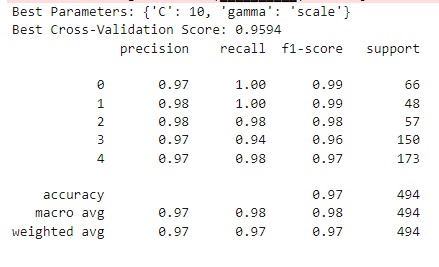 Best Parameters: {'C': 10, 'gamma': 'scale'}
Best Cross-Validation Score: 0.9594
precision recall f1-score support
0 0.97 1.00 0.99 66
1 0.98 1.00 0.99 48
2 0.98 0.98 0.98 57
3 0.97 0.94 0.96 150
4 0.97 0.98 0.97 173
accuracy 0.97 494
macro avg 0.97 0.98 0.98 494
weighted avg 0.97 0.97 0.97 494